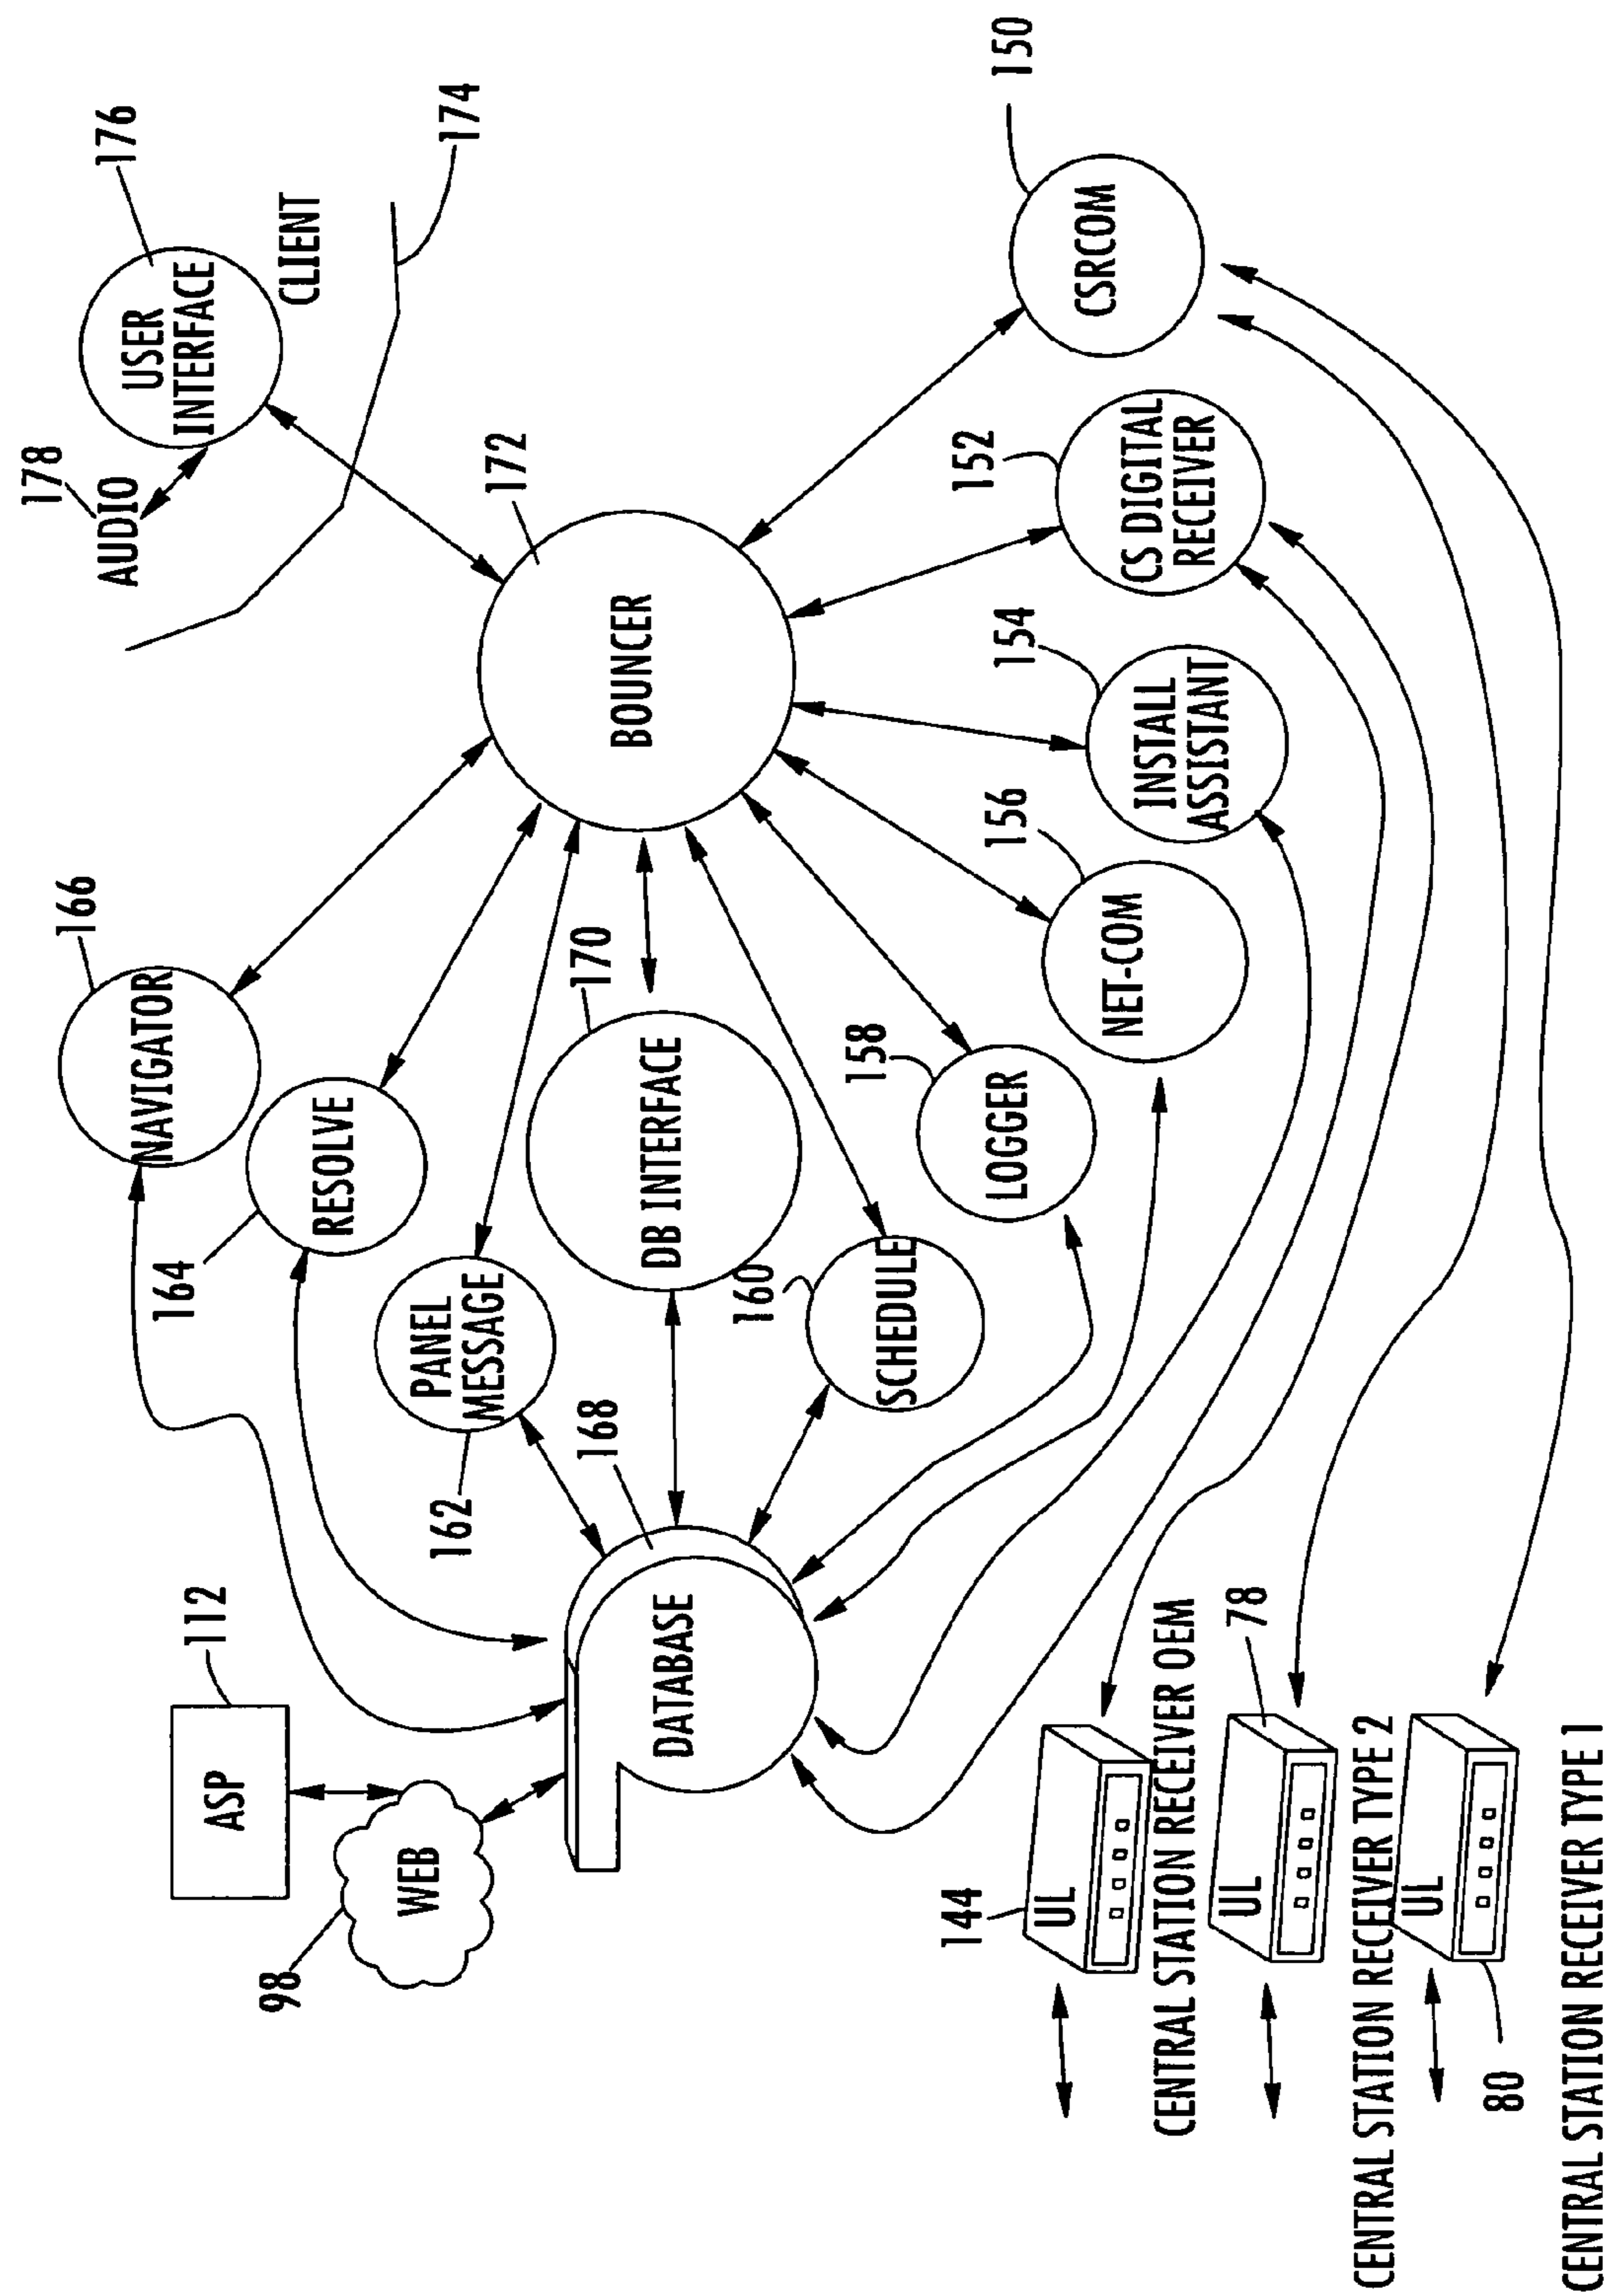 178
AUDIO
176
USER
INTERFACE
CLIENT
174
166
NAVIGATOR
172
BOUNCER
150
CSRCOM
164
RESOLVE
152
CS DIGITAL
RECEIVER
112
ASP
162
PANEL
MESSAGE
170
DB INTERFACE
154
INSTALL
ASSISTANT
98
WEB
168
DATABASE
160
SCHEDULE
158
LOGGER
156
NET-COM
144
UL
CENTRAL STATION RECEIVER OEM
78
UL
CENTRAL STATION RECEIVER TYPE 2
UL
80
CENTRAL STATION RECEIVER TYPE 1